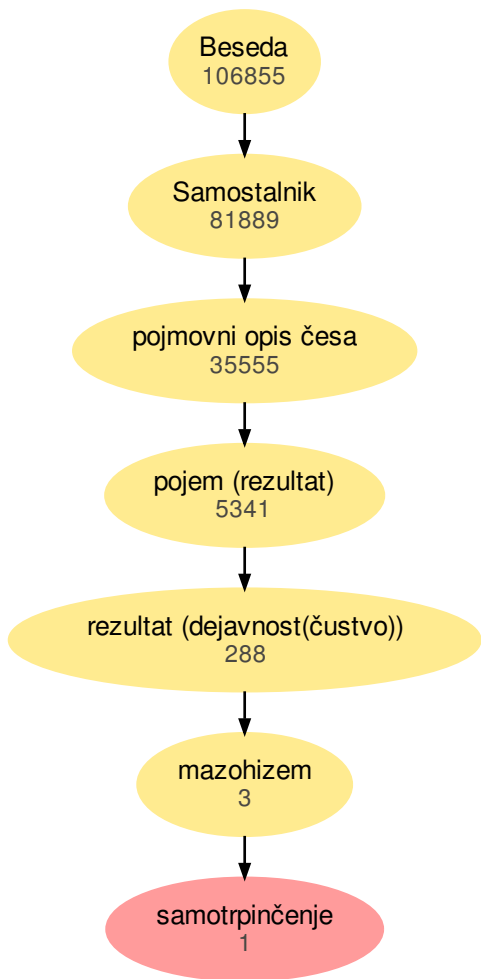 Beseda
106855
Samostalnik
81889
pojmovni opis česa
35555
pojem (rezultat)
5341
rezultat (dejavnost(čustvo))
288
mazohizem
3
samotrpinčenje
1